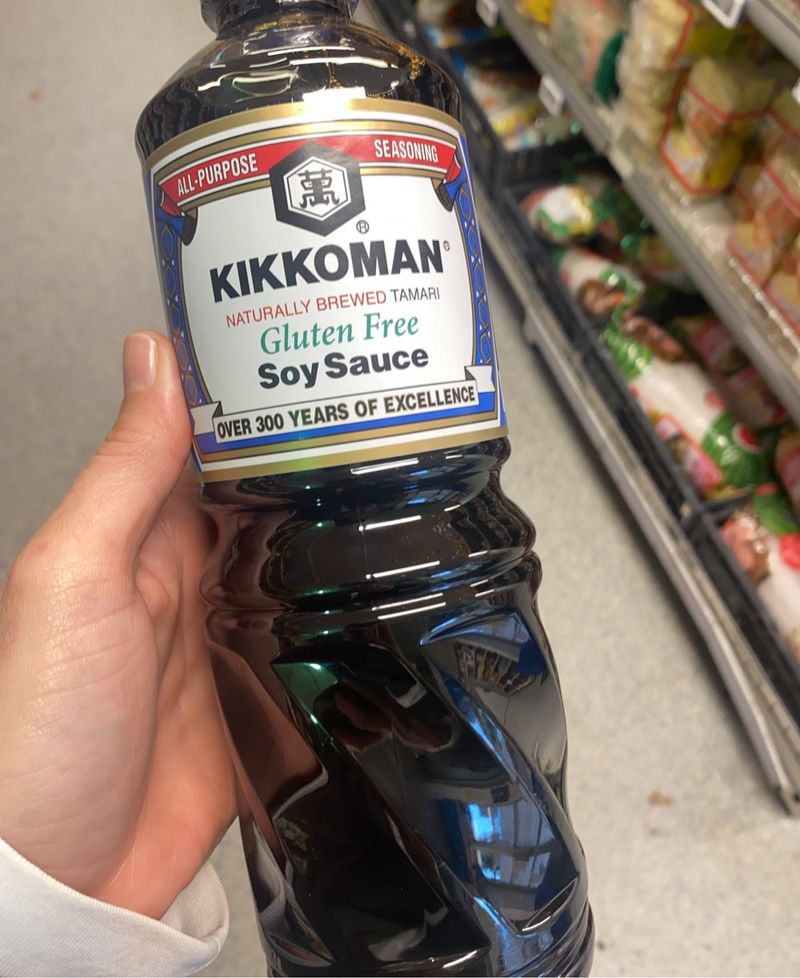 ALL-PURPOSE SEASONING
萬
KIKKOMAN®
NATURALLY BREWED TAMARI
Gluten Free
Soy Sauce
OVER 300 YEARS OF EXCELLENCE